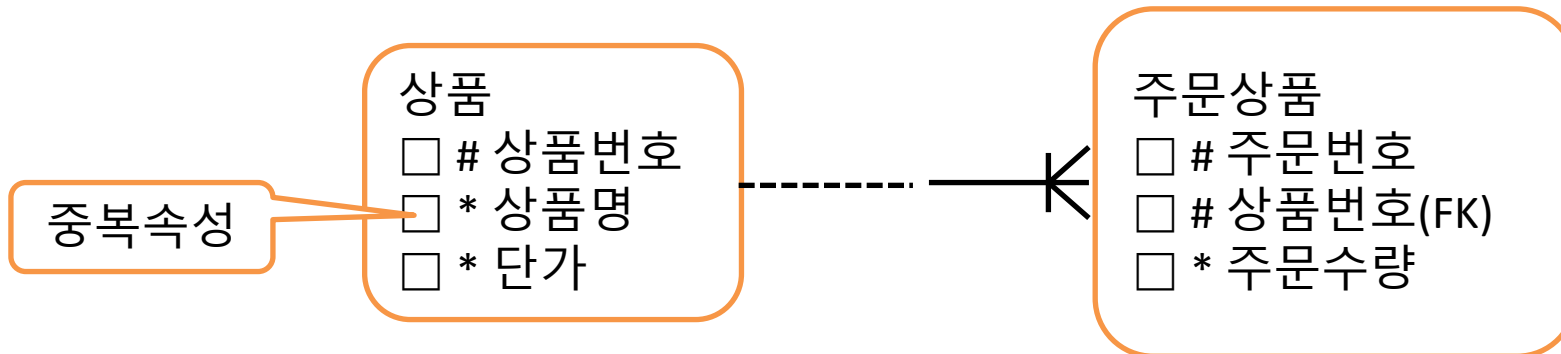 중복속성
상품
□ # 상품번호
□ * 상품명
□ * 단가
주문상품
□ # 주문번호
□ # 상품번호(FK)
□ * 주문수량